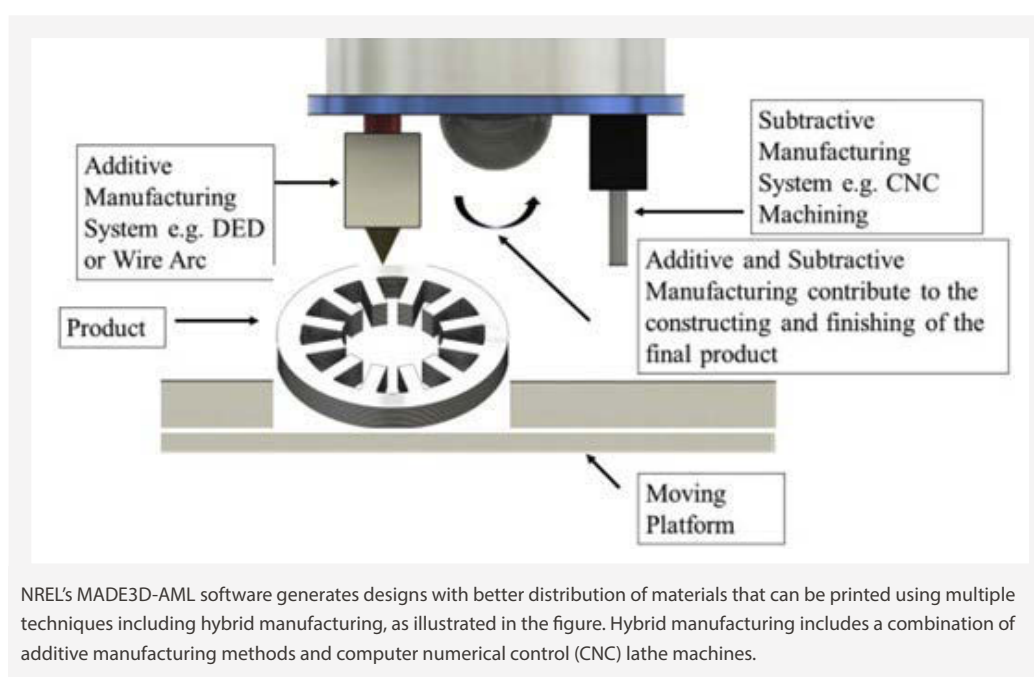 Additive
Manufacturing
System e.g. DED
or Wire Arc
Subtractive
Manufacturing
System e.g. CNC
Machining
Product
Additive and Subtractive
Manufacturing contribute to the
constructing and finishing of the
final product
Moving
Platform
NREL’s MADE3D-AML software generates designs with better distribution of materials that can be printed using multiple
techniques including hybrid manufacturing, as illustrated in the figure. Hybrid manufacturing includes a combination of
additive manufacturing methods and computer numerical control (CNC) lathe machines.